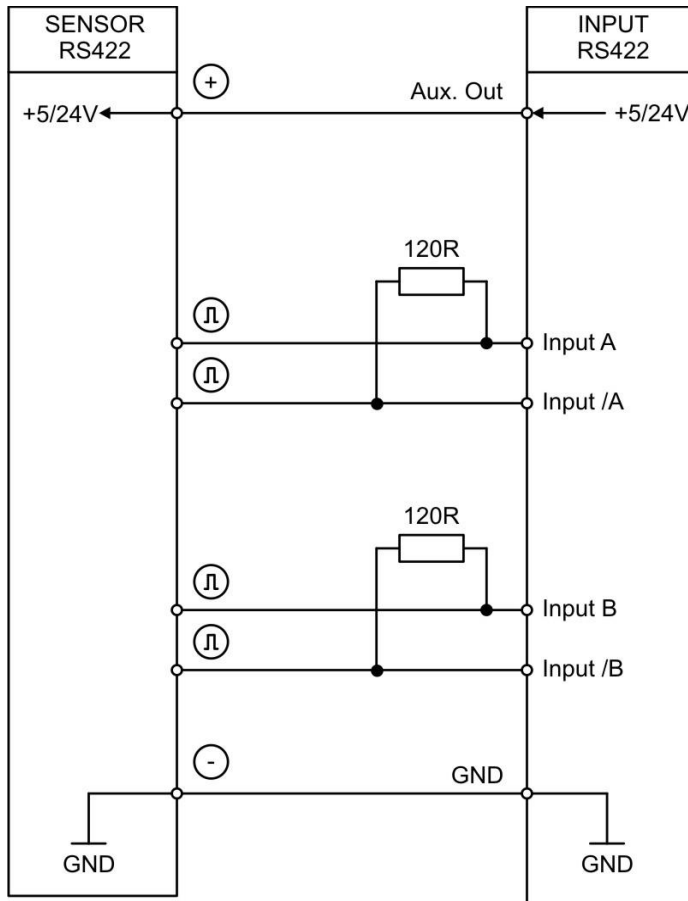 SENSOR
RS422
INPUT
RS422
+
Aux. Out
+5/24V
+5/24V
120R
Input A
Input /A
120R
Input B
Input /B
-
GND
GND
GND